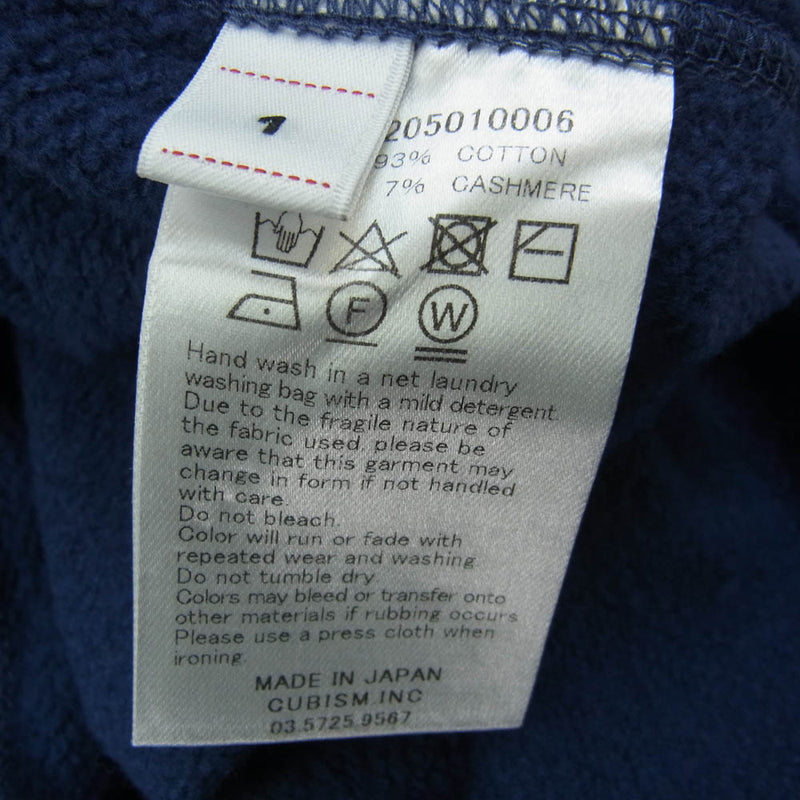 1
205010006
93% COTTON
7% CASHMERE
F
W
Hand wash in a net laundry
washing bag with a mild detergent.
Due to the fragile nature of
the fabric used, please be
aware that this garment may
change in form if not handled
with care.
Do not bleach.
Color will run or fade with
repeated wear and washing
Do not tumble dry
Colors may bleed or transfer onto
other materials if rubbing occurs
Please use a press cloth when
ironing.
MADE IN JAPAN
CUBISM.INC
03.5725.9567